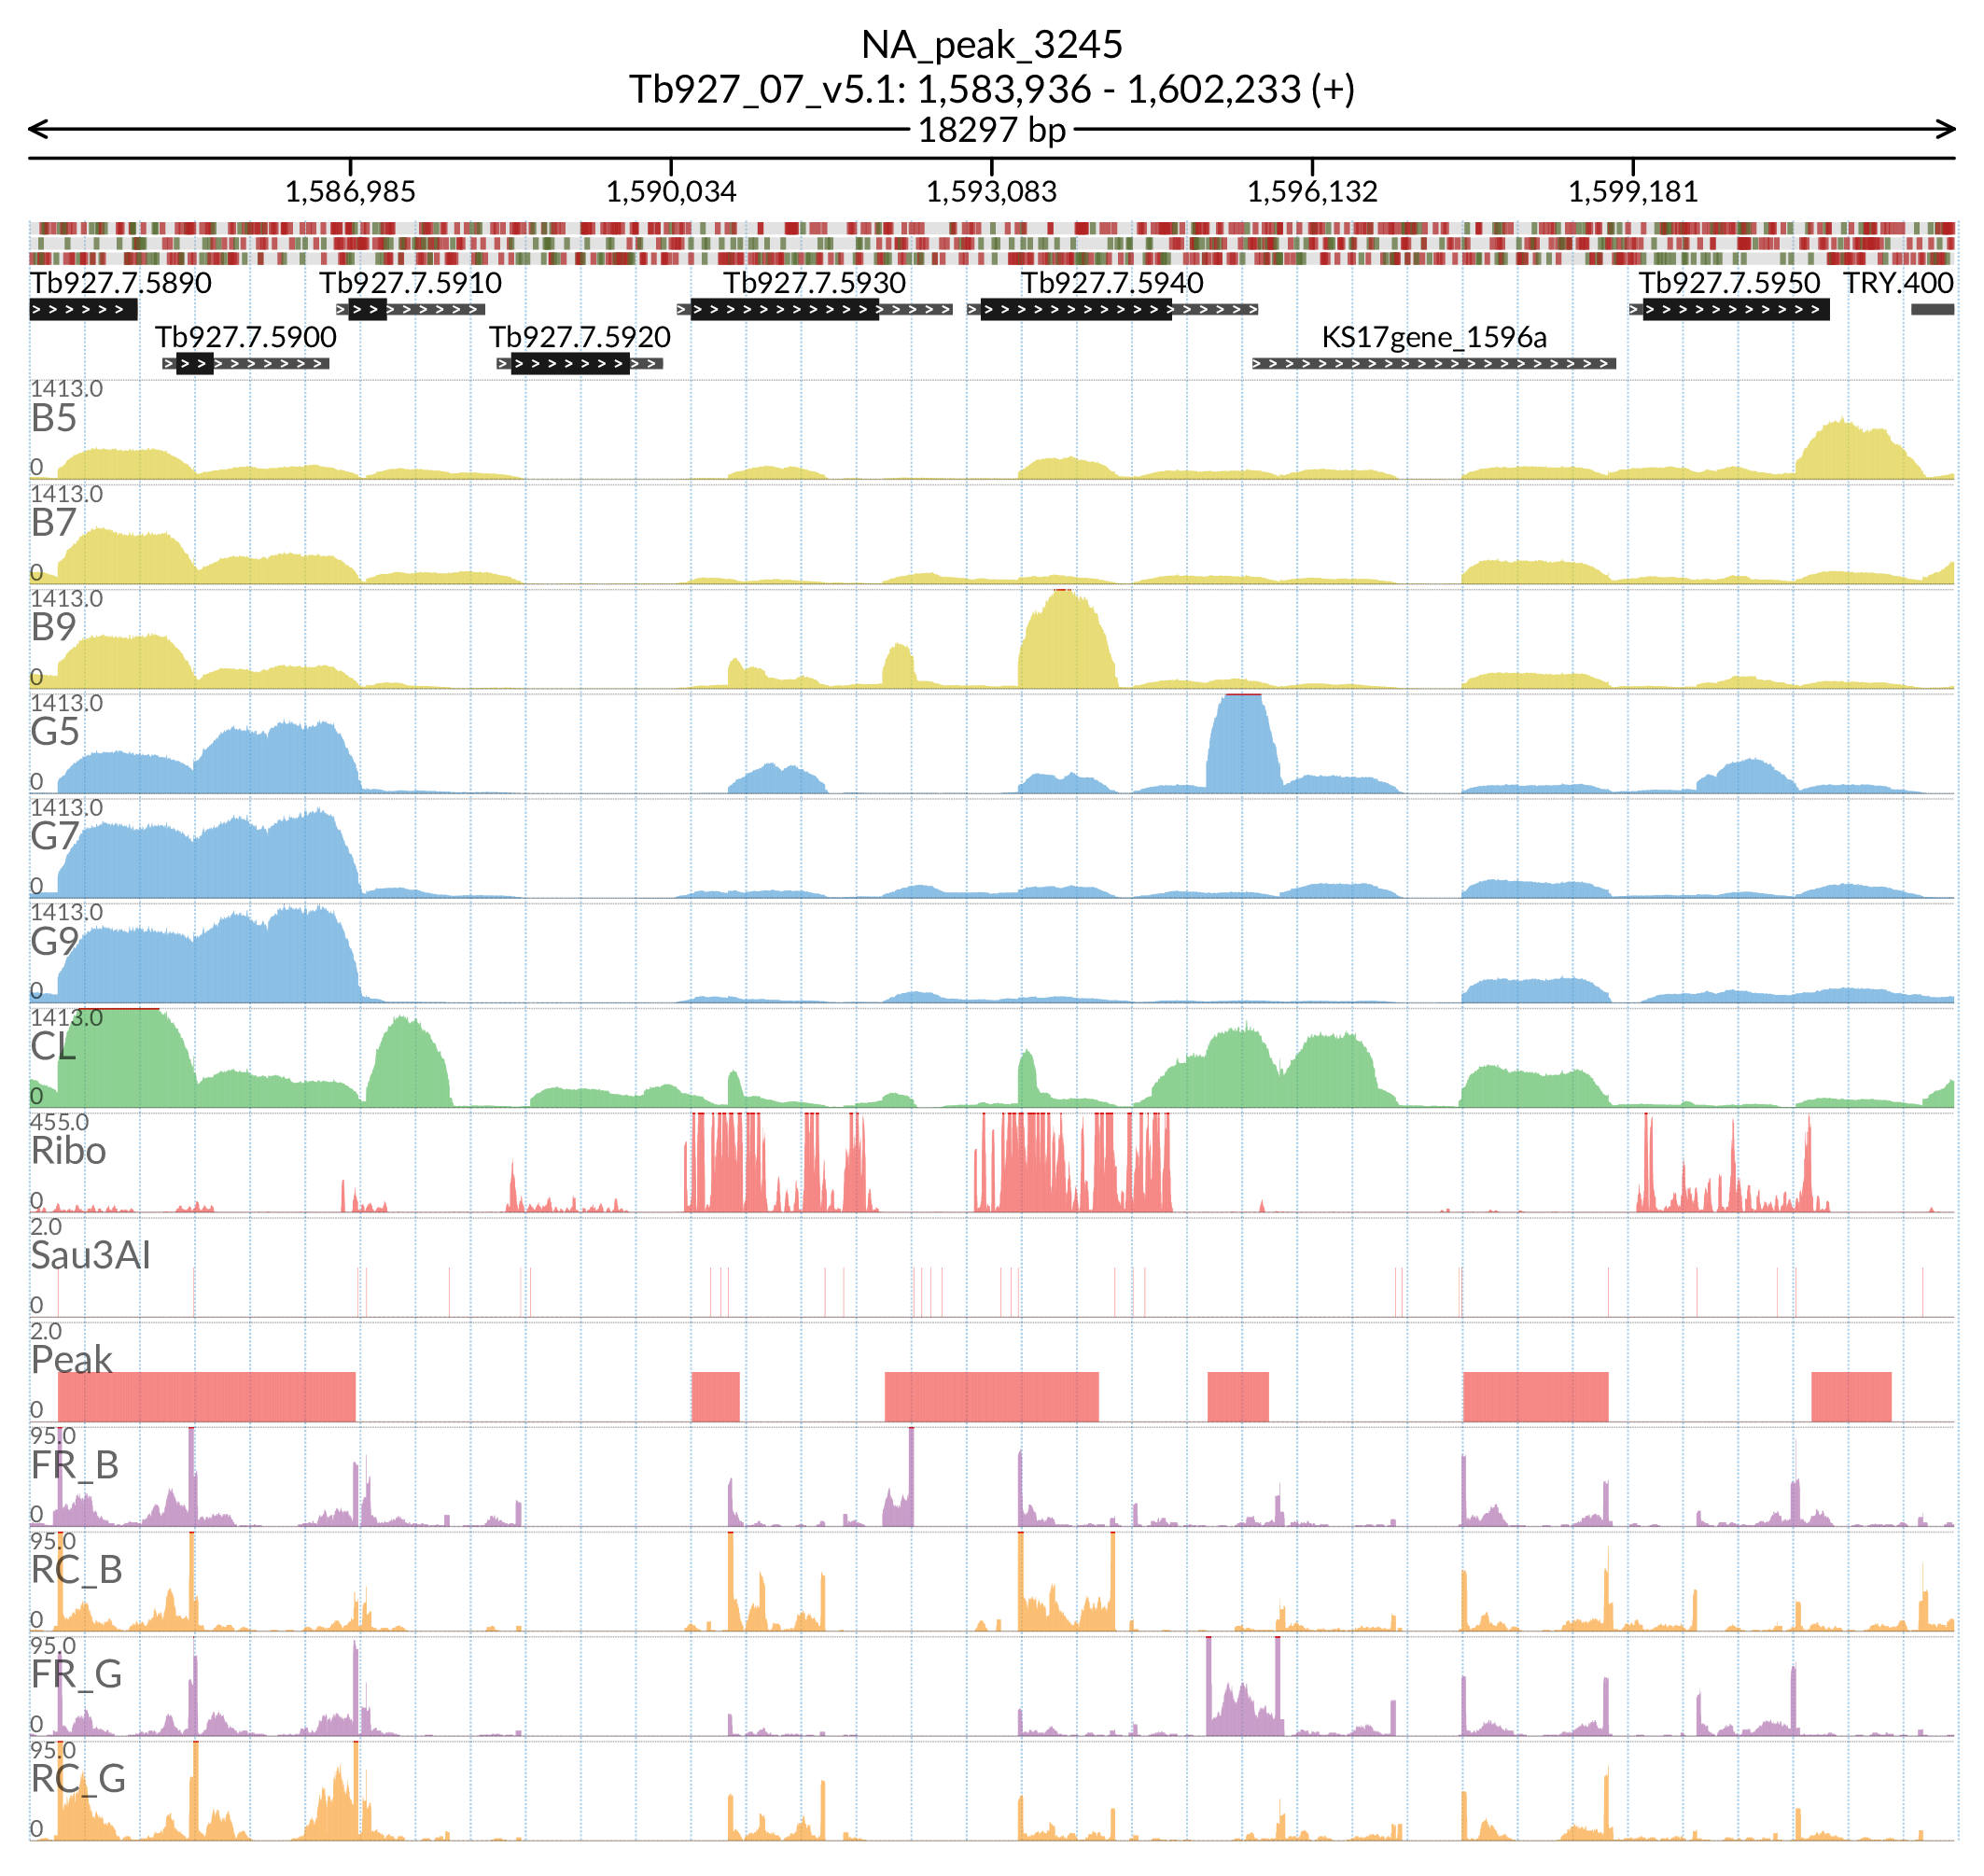 NA_peak_3245
Tb927_07_v5.1: 1,583,936 - 1,602,233 (+)
18297 bp
1,586,985 1,590,034 1,593,083 1,596,132 1,599,181
Tb927.7.5890 Tb927.7.5910 Tb927.7.5930 Tb927.7.5940 Tb927.7.5950 TRY.400
Tb927.7.5900 Tb927.7.5920 KS17gene_1596a
1413.0
B5
0
1413.0
B7
0
1413.0
B9
0
1413.0
G5
0
1413.0
G7
0
1413.0
G9
0
1413.0
CL
0
455.0
Ribo
0
2.0
Sau3AI
0
2.0
Peak
0
95.0
FR_B
0
95.0
RC_B
0
95.0
FR_G
0
95.0
RC_G
0